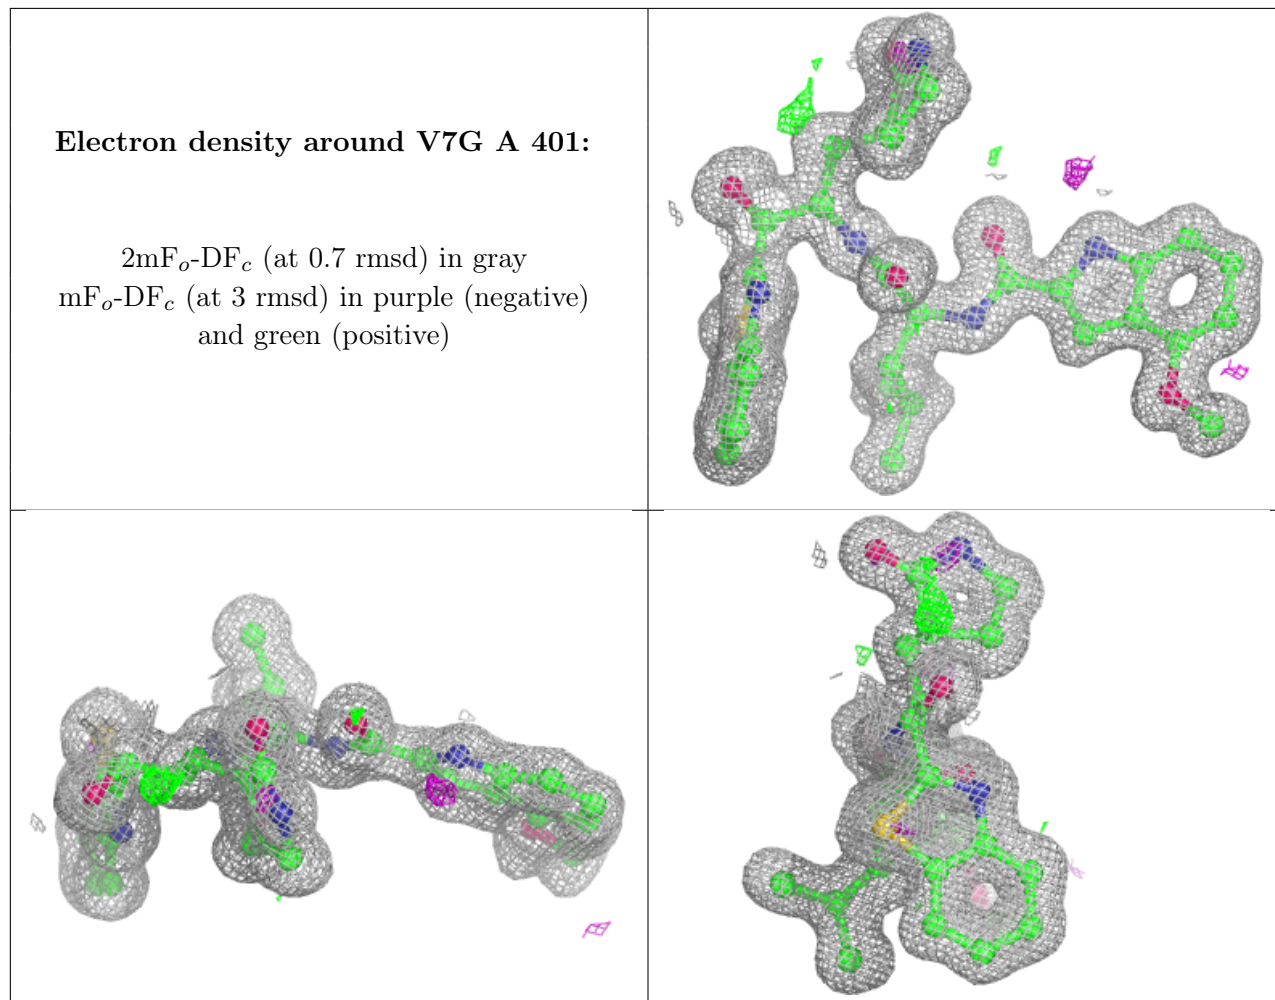 Electron density around V7G A 401:
2mFo-DFc (at 0.7 rmsd) in gray
mFo-DFc (at 3 rmsd) in purple (negative)
and green (positive)